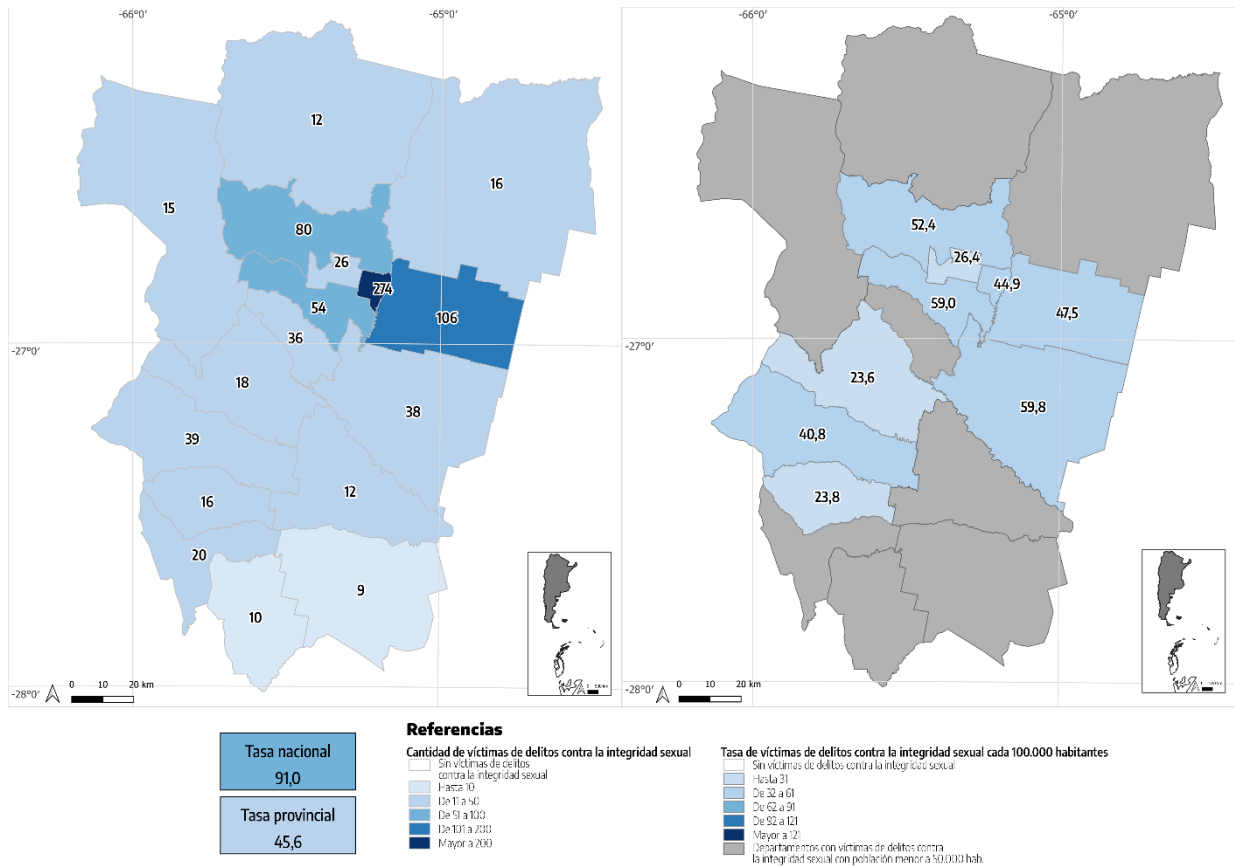 -66°0'
-65°0'
-66°0'
-65°0'
12
16
15
80
26
274
54
106
36
18
38
39
16
12
20
9
10
-27°0'
-28°0'
0 10 20 km
52,4
26,4
44,9
59,0
47,5
23,6
59,8
40,8
23,8
-27°0'
-28°0'
0 10 20 km
Tasa nacional
91,0
Tasa provincial
45,6
Referencias
Cantidad de víctimas de delitos contra la integridad sexual
Sin víctimas de delitos
contra la integridad sexual
Hasta 10
De 11 a 50
De 51 a 100
De 101 a 200
Mayor a 200
Tasa de víctimas de delitos contra la integridad sexual cada 100.000 habitantes
Sin víctimas de delitos contra la integridad sexual
Hasta 31
De 32 a 61
De 62 a 91
De 92 a 121
Mayor a 121
Departamentos con víctimas de delitos contra
la integridad sexual con población menor a 50.000 hab.